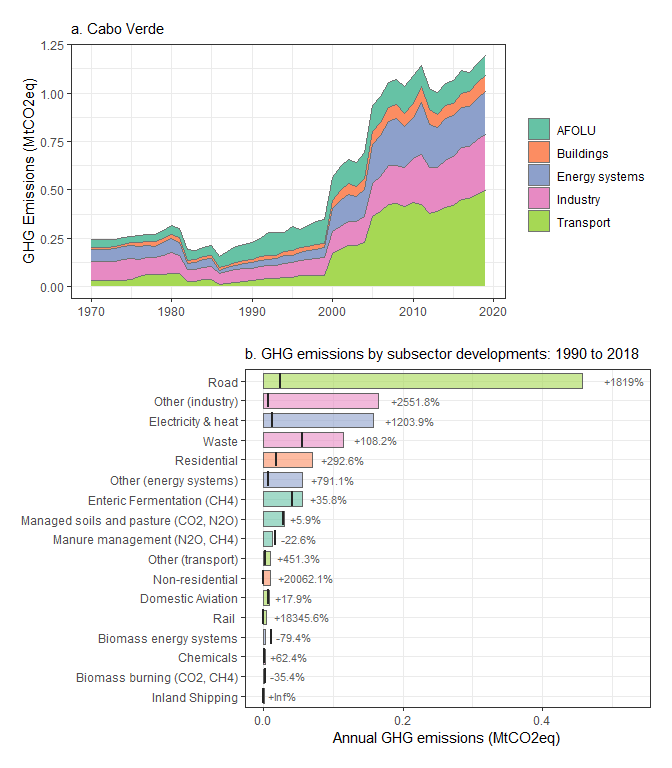 a. Cabo Verde
GHG Emissions (MtCO2eq)
1.25
1.00
0.75
0.50
0.25
0.00
1970
1980
1990
2000
2010
2020
AFOLU
Buildings
Energy systems
Industry
Transport
b. GHG emissions by subsector developments: 1990 to 2018
Road +1819%
Other (industry) +2551.8%
Electricity & heat +1203.9%
Waste +108.2%
Residential +292.6%
Other (energy systems) +791.1%
Enteric Fermentation (CH4) +35.8%
Managed soils and pasture (CO2, N2O) +5.9%
Manure management (N2O, CH4) -22.6%
Other (transport) +451.3%
Non-residential +20062.1%
Domestic Aviation +17.9%
Rail +18345.6%
Biomass energy systems -79.4%
Chemicals +62.4%
Biomass burning (CO2, CH4) -35.4%
Inland Shipping +Inf%
0.0
0.2
0.4
Annual GHG emissions (MtCO2eq)